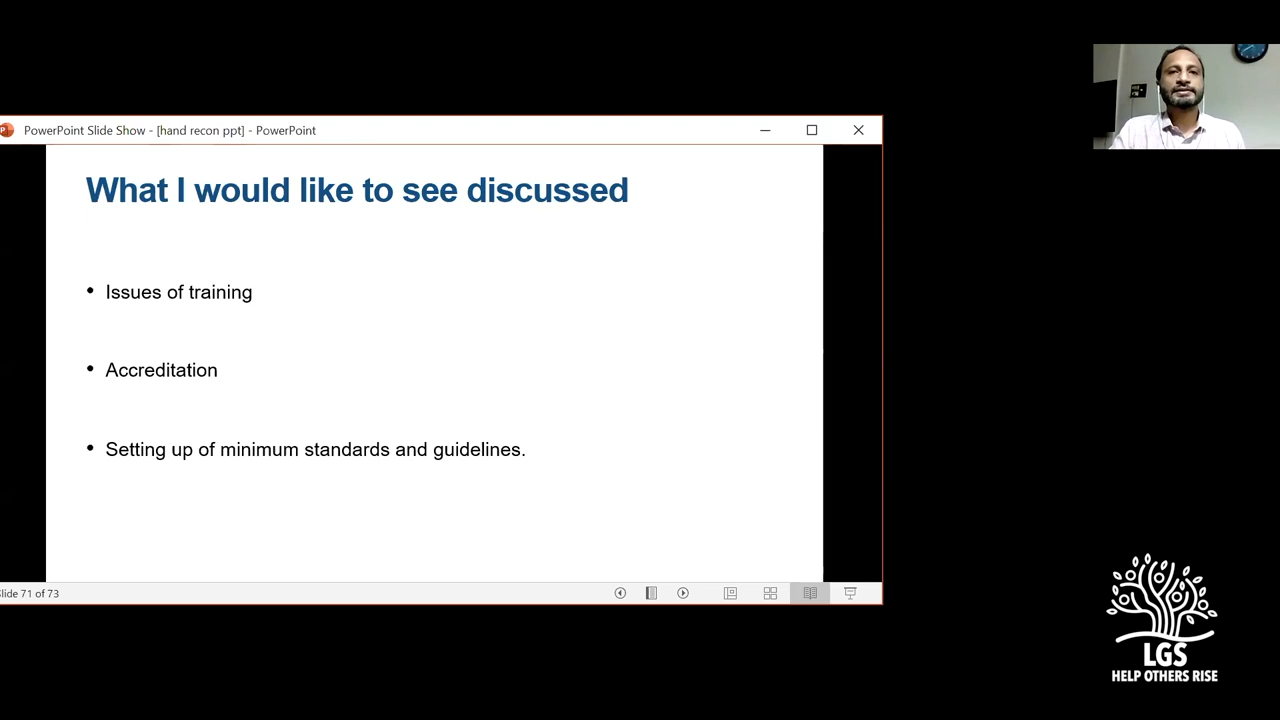 PowerPoint Slide Show - [hand recon ppt] - PowerPoint
What I would like to see discussed
• Issues of training
• Accreditation
• Setting up of minimum standards and guidelines.
Slide 71 of 73
LGS
HELP OTHERS RISE